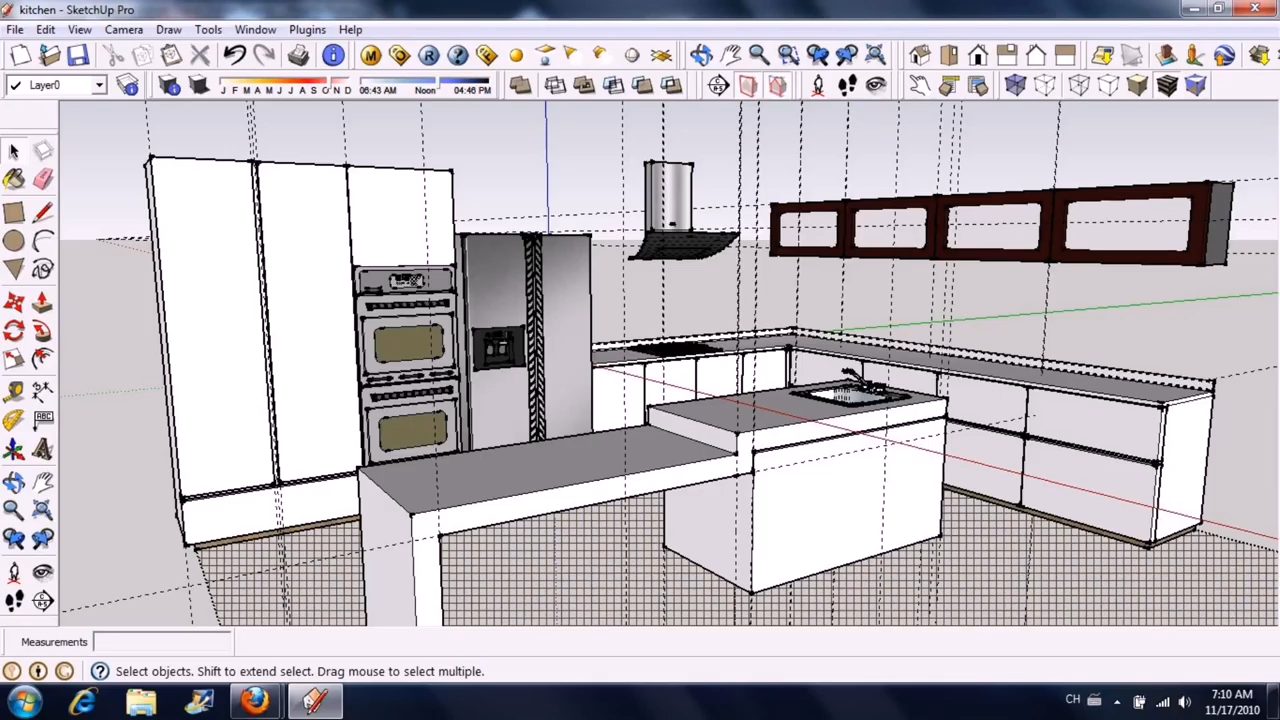 kitchen - SketchUp Pro
File Edit View Camera Draw Tools Window Plugins Help
Layer0
J F M A M J J A S O N D
06:43 AM Noon 04:46 PM
ABC
Measurements
Select objects. Shift to extend select. Drag mouse to select multiple.
CH
7:10 AM
11/17/2010